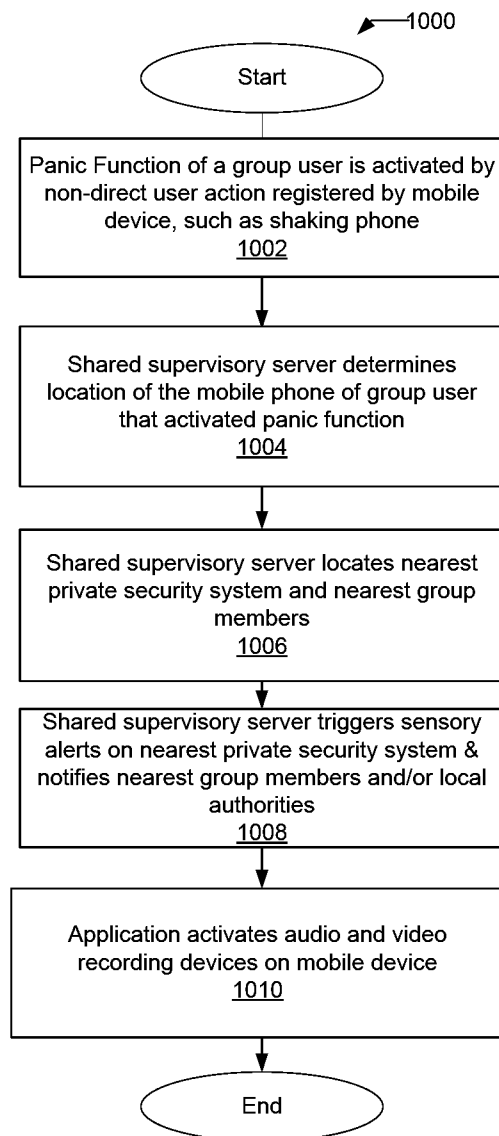 1000
Start
Panic Function of a group user is activated by
non-direct user action registered by mobile
device, such as shaking phone
1002
Shared supervisory server determines
location of the mobile phone of group user
that activated panic function
1004
Shared supervisory server locates nearest
private security system and nearest group
members
1006
Shared supervisory server triggers sensory
alerts on nearest private security system &
notifies nearest group members and/or local
authorities
1008
Application activates audio and video
recording devices on mobile device
1010
End